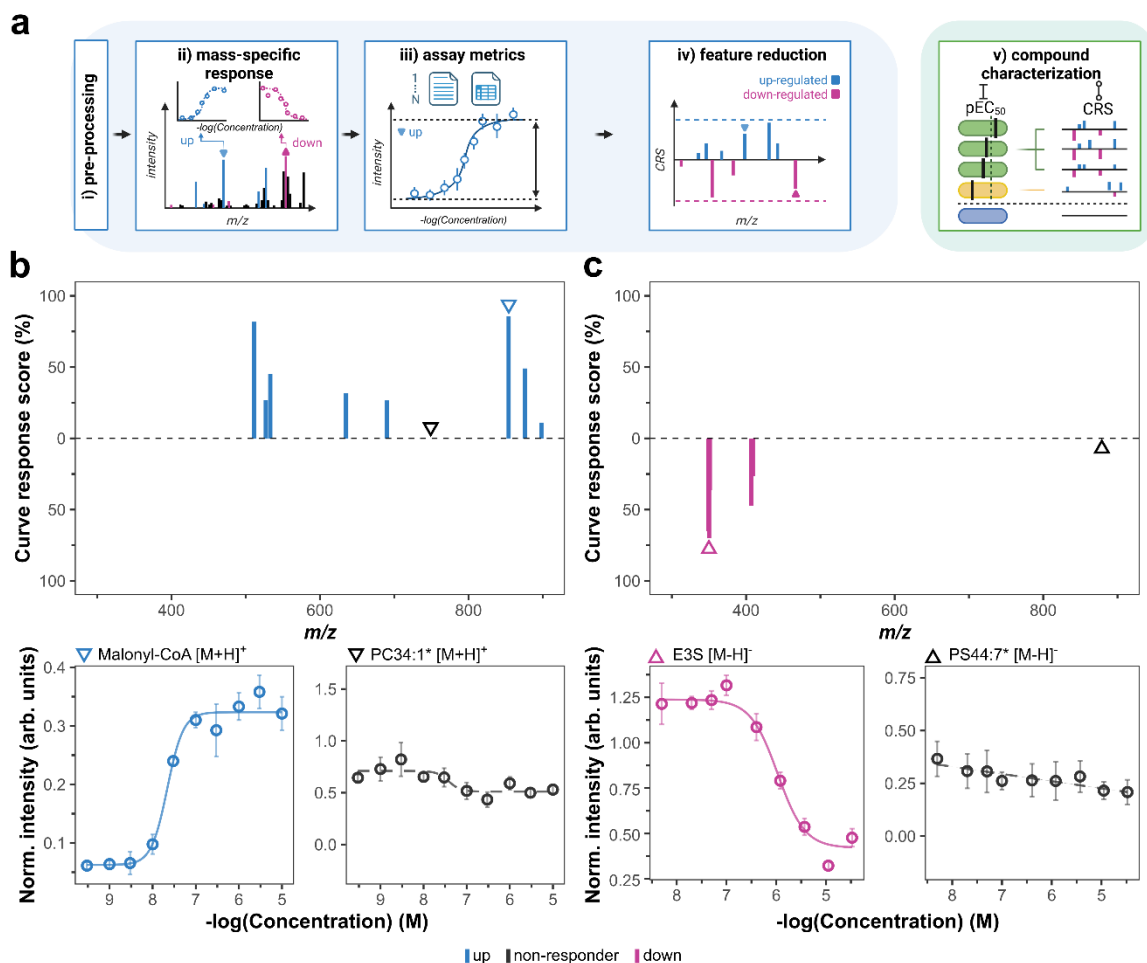 a
i) pre-processing
ii) mass-specific
response
-log(Concentration)
up
down
intensity
m/z
iii) assay metrics
1
N
up
intensity
-log(Concentration)
iv) feature reduction
up-regulated
down-regulated
CRS
m/z
v) compound
characterization
pEC50
CRS
b
Curve response score (%)
100
50
0
50
100
400
600
800
m/z
c
Curve response score (%)
100
50
0
50
100
400
600
800
m/z
Malonyl-CoA [M+H]+
Norm. intensity (arb. units)
0.4
0.3
0.2
0.1
9
8
7
6
5
PC34:1* [M+H]+
1.5
1.0
0.5
0.0
9
8
7
6
5
-log(Concentration) (M)
E3S [M-H]-
Norm. intensity (arb. units)
1.25
1.00
0.75
0.50
0.25
8
7
6
5
PS44:7* [M-H]-
0.75
0.50
0.25
0.00
8
7
6
5
-log(Concentration) (M)
up
non-responder
down